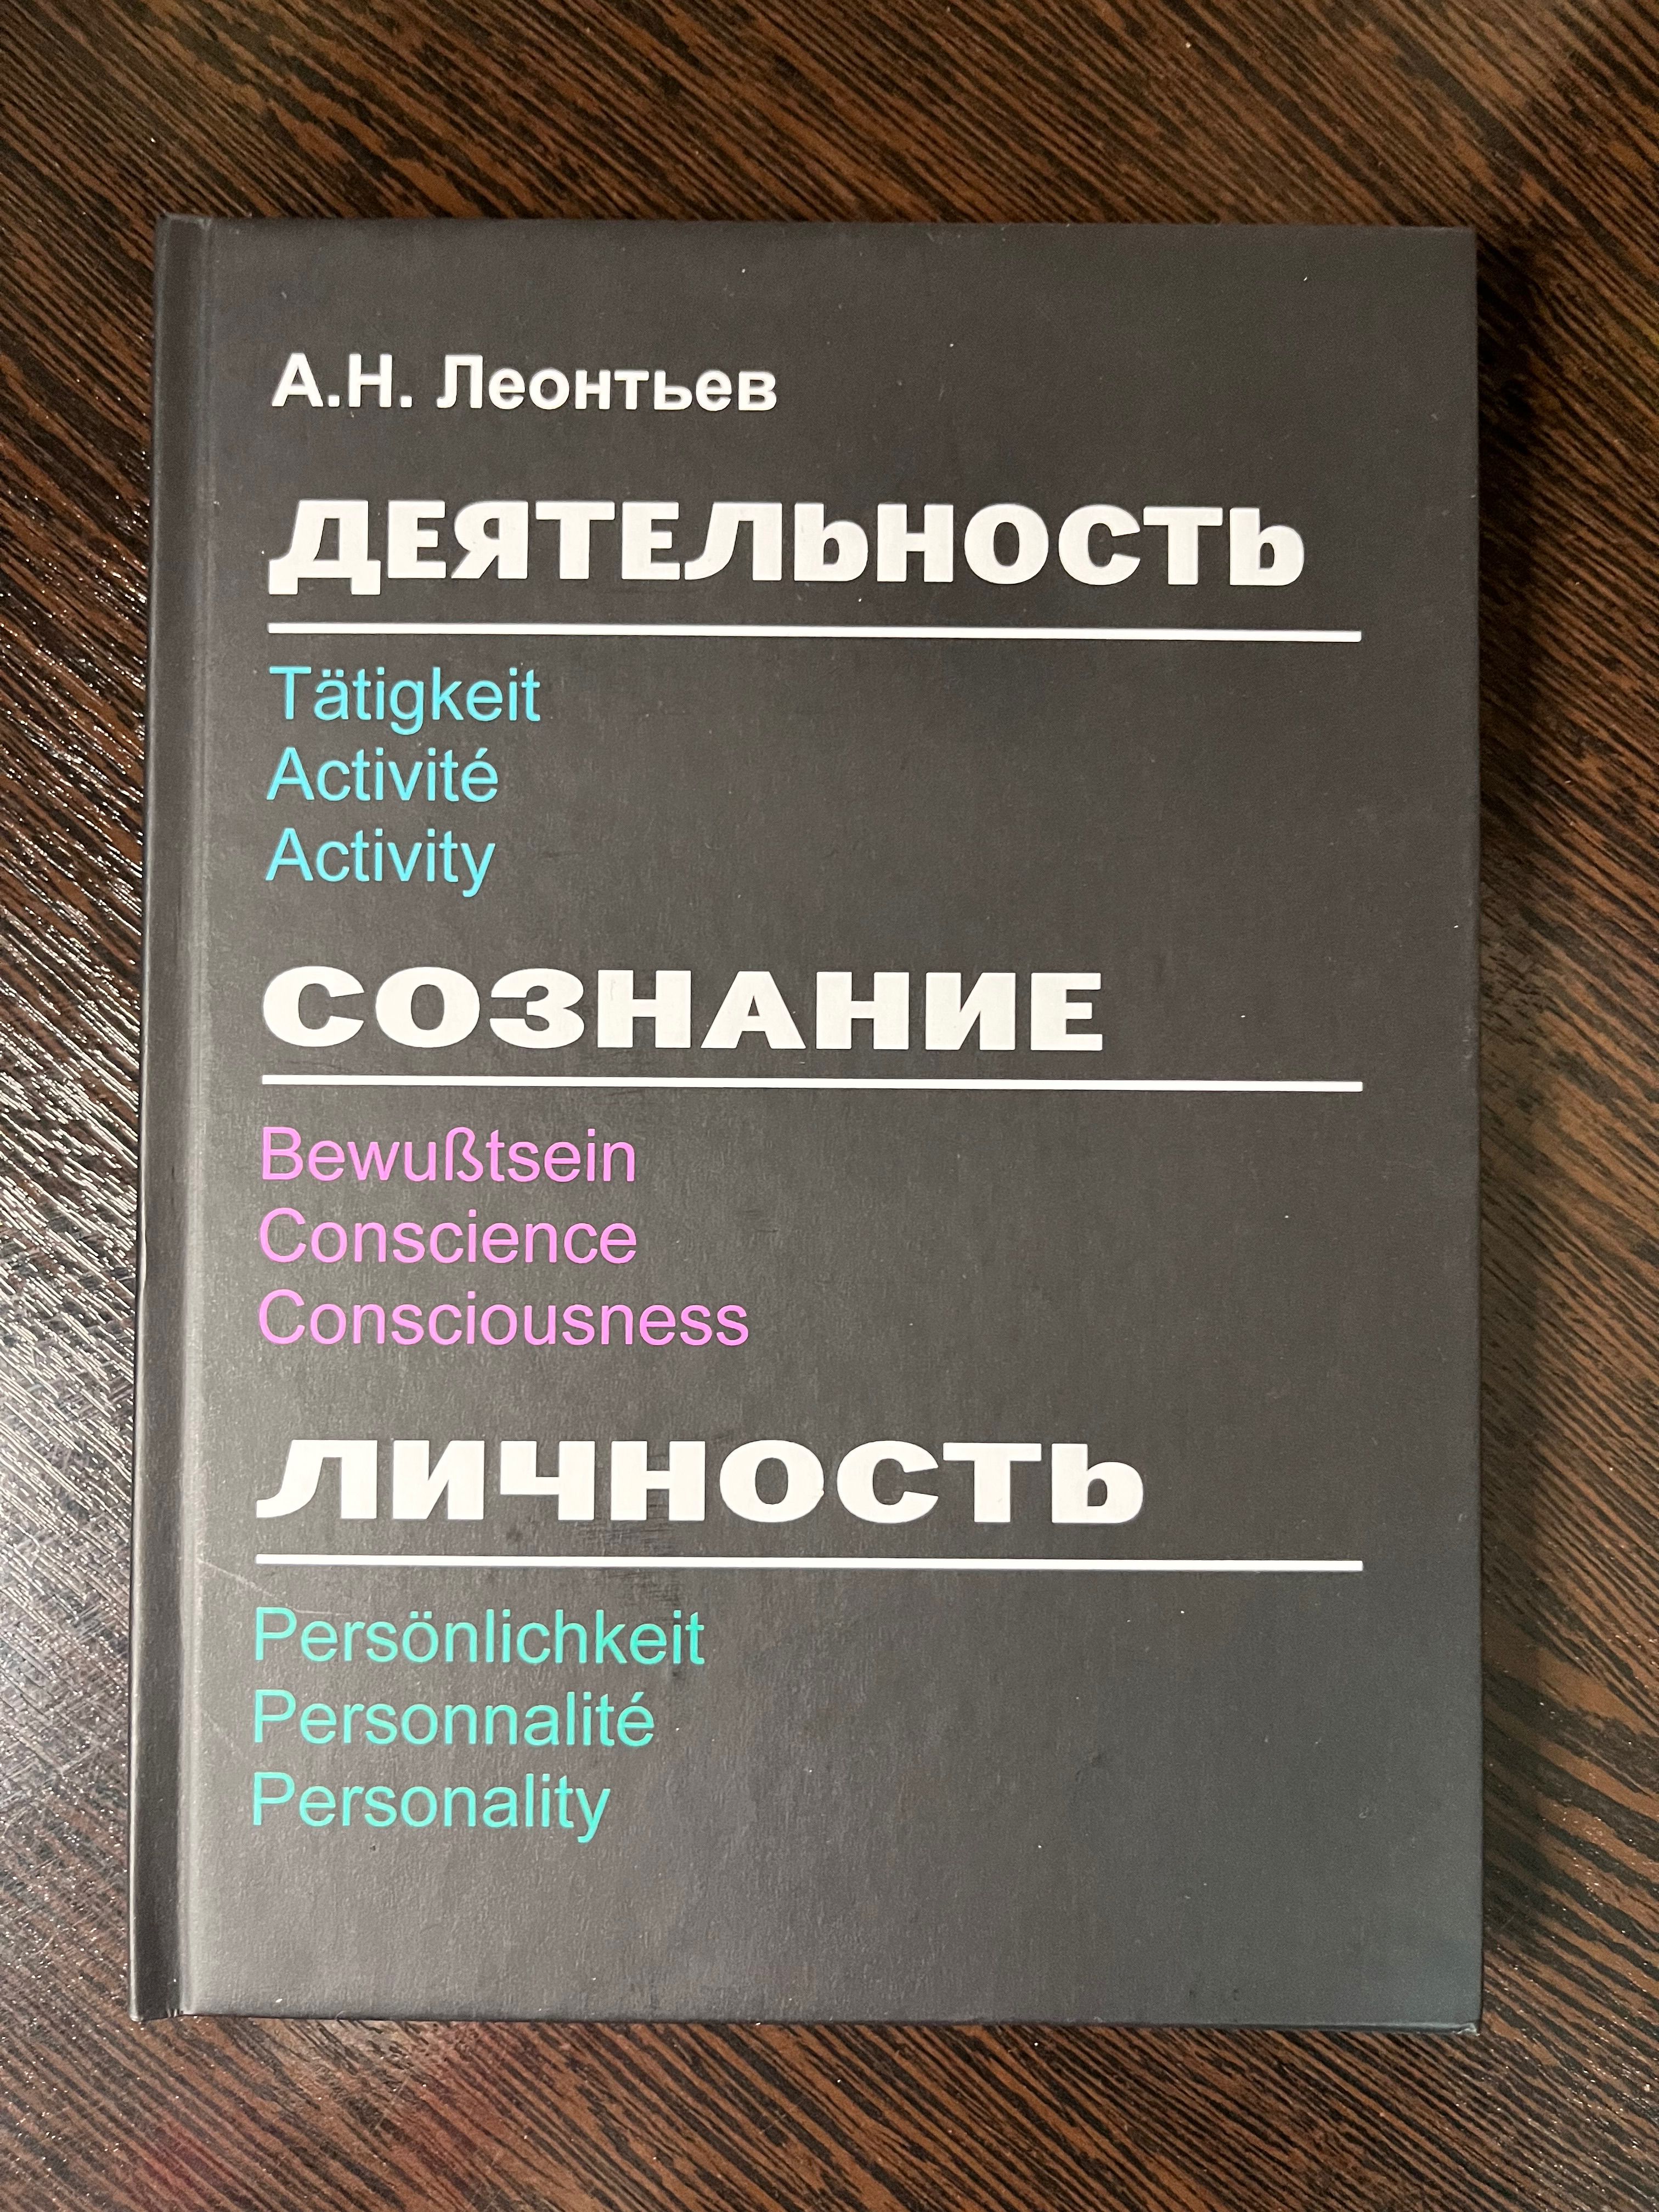 А.Н. Леонтьев
ДЕЯТЕЛЬНОСТЬ
Tätigkeit
Activité
Activity
СОЗНАНИЕ
Bewußtsein
Conscience
Consciousness
ЛИЧНОСТЬ
Persönlichkeit
Personnalité
Personality